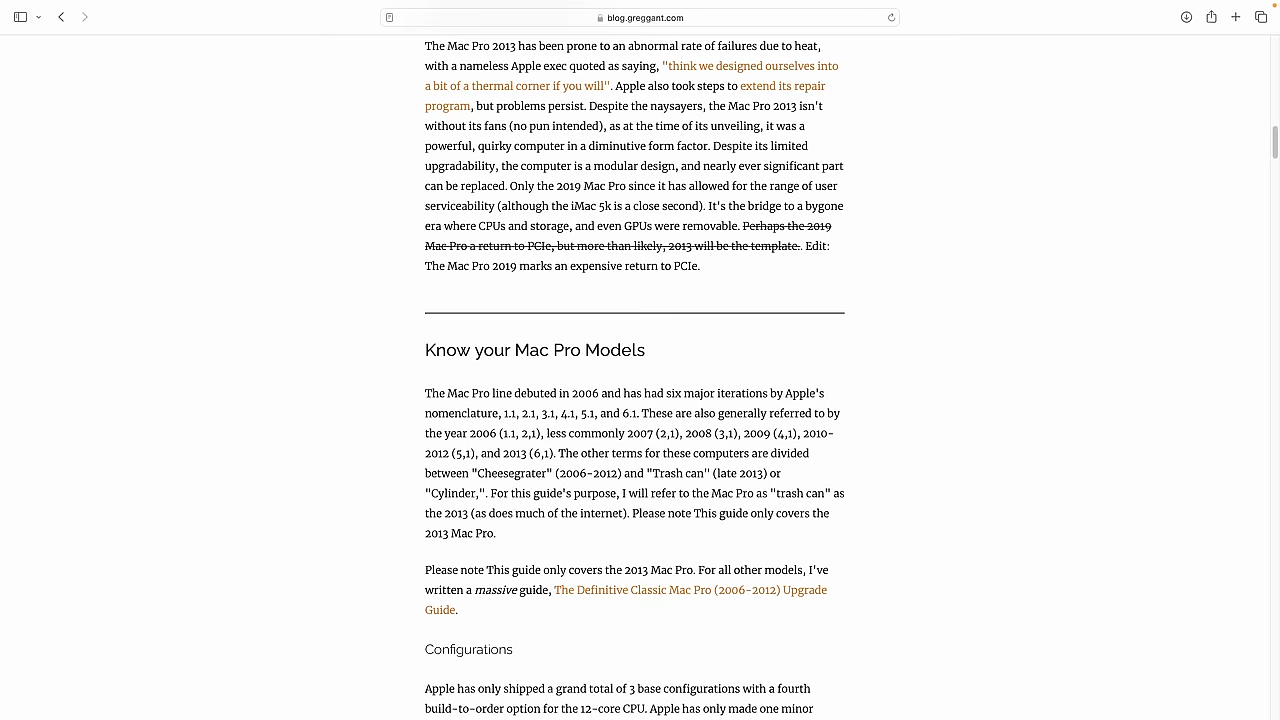 blog.greggant.com
The Mac Pro 2013 has been prone to an abnormal rate of failures due to heat,
with a nameless Apple exec quoted as saying, "think we designed ourselves into
a bit of a thermal corner if you will". Apple also took steps to extend its repair
program, but problems persist. Despite the naysayers, the Mac Pro 2013 isn't
without its fans (no pun intended), as at the time of its unveiling, it was a
powerful, quirky computer in a diminutive form factor. Despite its limited
upgradability, the computer is a modular design, and nearly ever significant part
can be replaced. Only the 2019 Mac Pro since it has allowed for the range of user
serviceability (although the iMac 5k is a close second). It's the bridge to a bygone
era where CPUs and storage, and even GPUs were removable. Perhaps the 2019
Mac Pro a return to PCIe, but more than likely, 2013 will be the template.. Edit:
The Mac Pro 2019 marks an expensive return to PCIe.
Know your Mac Pro Models
The Mac Pro line debuted in 2006 and has had six major iterations by Apple's
nomenclature, 1.1, 2.1, 3.1, 4.1, 5.1, and 6.1. These are also generally referred to by
the year 2006 (1.1, 2,1), less commonly 2007 (2,1), 2008 (3,1), 2009 (4,1), 2010-
2012 (5,1), and 2013 (6,1). The other terms for these computers are divided
between "Cheesegrater" (2006-2012) and "Trash can" (late 2013) or
"Cylinder,". For this guide's purpose, I will refer to the Mac Pro as "trash can" as
the 2013 (as does much of the internet). Please note This guide only covers the
2013 Mac Pro.
Please note This guide only covers the 2013 Mac Pro. For all other models, I've
written a massive guide, The Definitive Classic Mac Pro (2006-2012) Upgrade
Guide.
Configurations
Apple has only shipped a grand total of 3 base configurations with a fourth
build-to-order option for the 12-core CPU. Apple has only made one minor